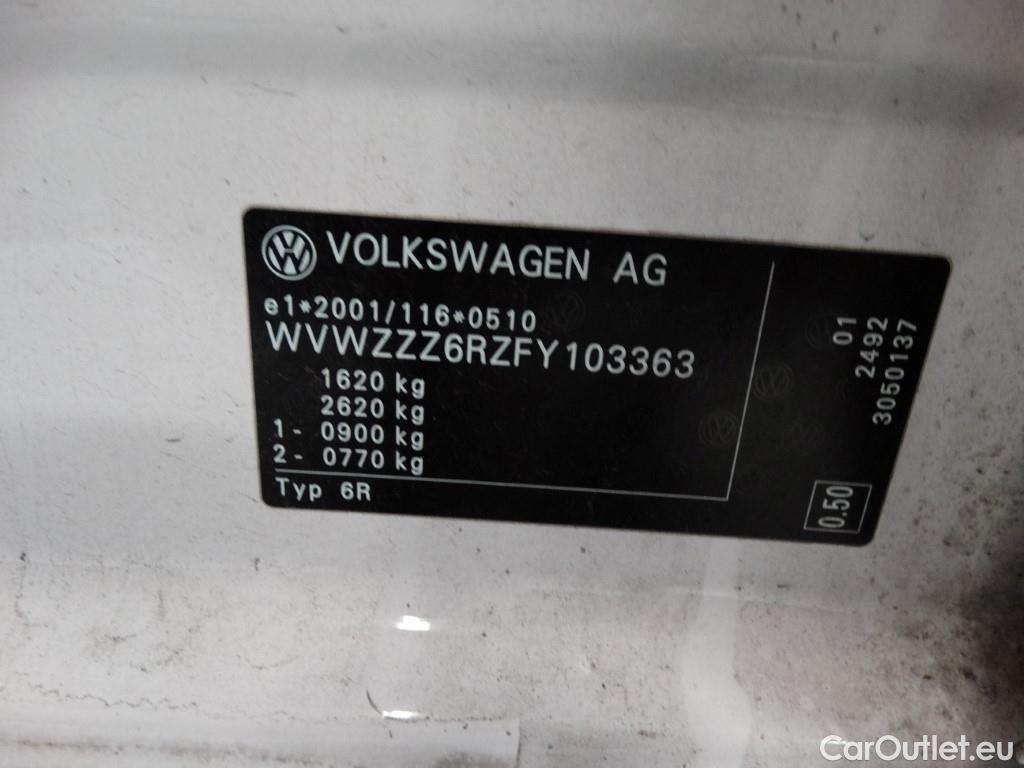 VOLKSWAGEN AG
e1*2001/116*0510
WVWZZZ6RZFY103363
1620 kg
2620 kg
1- 0900 kg
2- 0770 kg
Typ 6R
01
2492
3050137
0.50
CarOutlet.eu